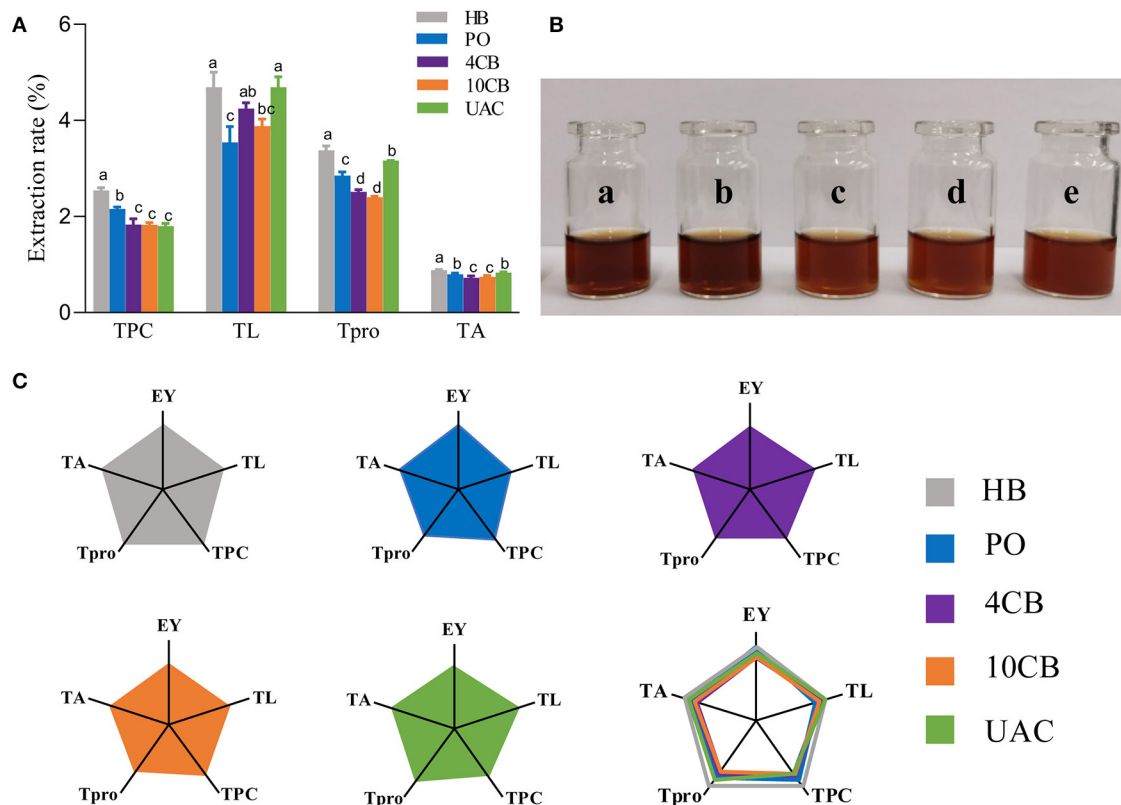 A
B
6
4
2
0
Extraction rate (%)
HB
PO
4CB
10CB
UAC
a b c c c
a c ab bc a
a c d d b
a b c c b
TPC TL Tpro TA
a b c d e
C
EY
TA TL
Tpro TPC
EY
TA TL
Tpro TPC
EY
TA TL
Tpro TPC
HB
PO
4CB
10CB
UAC
EY
TA TL
Tpro TPC
EY
TA TL
Tpro TPC
EY
TA TL
Tpro TPC